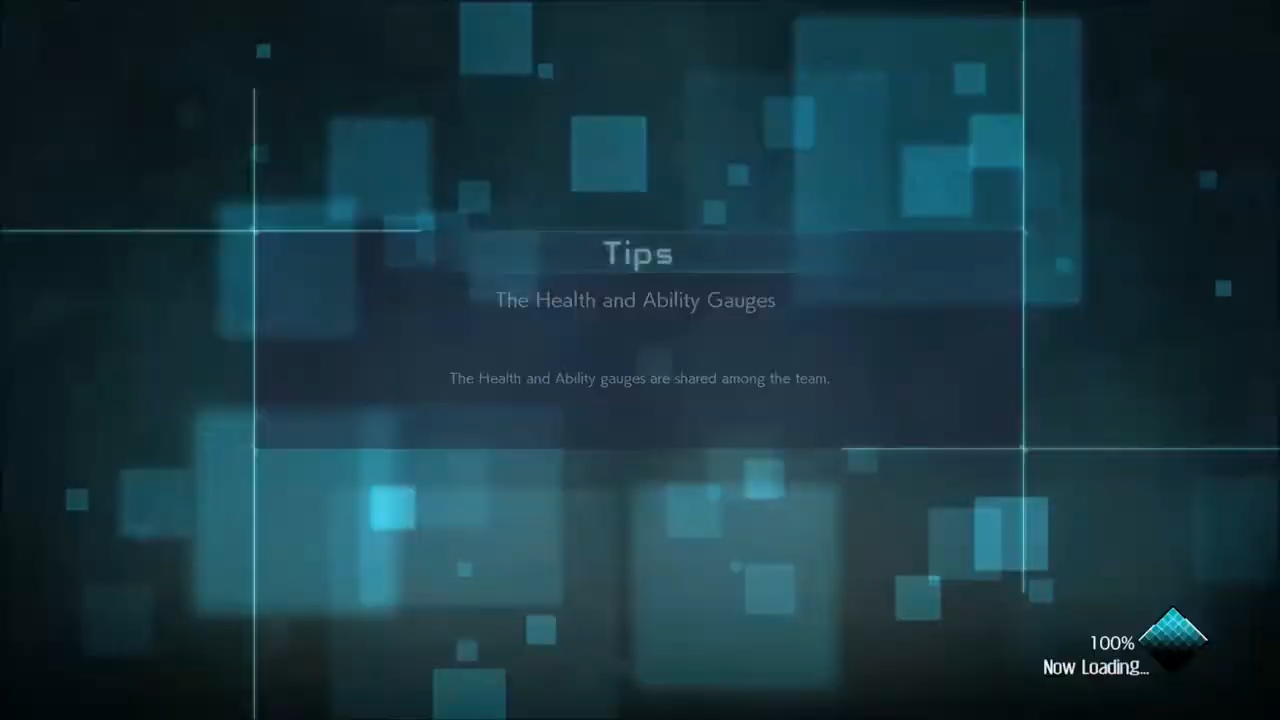 Tips
The Health and Ability Gauges
The Health and Ability gauges are shared among the team.
100%
Now Loading...